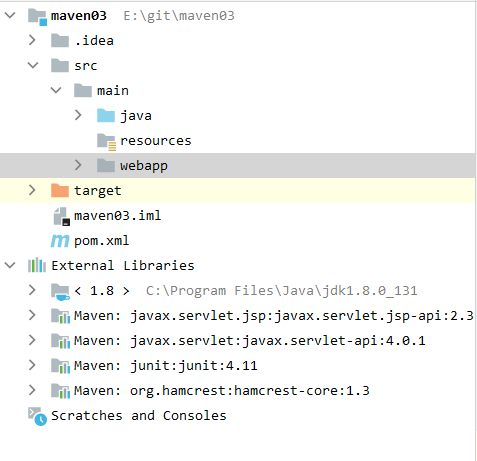 maven03 E:\git\maven03
.idea
src
main
java
resources
webapp
target
maven03.iml
pom.xml
External Libraries
< 1.8 > C:\Program Files\Java\jdk1.8.0_131
Maven: javax.servlet.jsp:javax.servlet.jsp-api:2.3
Maven: javax.servlet:javax.servlet-api:4.0.1
Maven: junit:junit:4.11
Maven: org.hamcrest:hamcrest-core:1.3
Scratches and Consoles